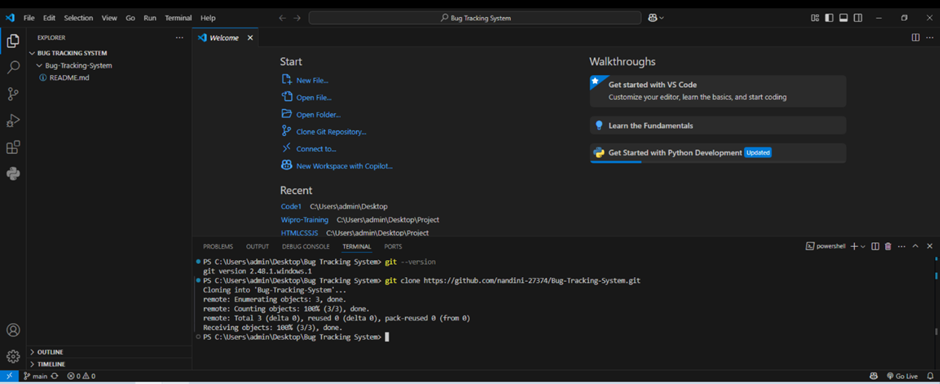 File Edit Selection View Go Run Terminal Help
Bug Tracking System
EXPLORER
BUG TRACKING SYSTEM
Bug-Tracking-System
README.md
OUTLINE
TIMELINE
Welcome
Start
New File...
Open File...
Open Folder...
Clone Git Repository...
Connect to...
New Workspace with Copilot...
Recent
Code1 C:\Users\admin\Desktop
Wipro-Training C:\Users\admin\Desktop\Project
HTMLCSSJS C:\Users\admin\Desktop\Project
Walkthroughs
Get started with VS Code
Customize your editor, learn the basics, and start coding
Learn the Fundamentals
Get Started with Python Development Updated
PROBLEMS OUTPUT DEBUG CONSOLE TERMINAL PORTS
powershell
PS C:\Users\admin\Desktop\Bug Tracking System> git --version
git version 2.48.1.windows.1
PS C:\Users\admin\Desktop\Bug Tracking System> git clone https://github.com/nandini-27374/Bug-Tracking-System.git
Cloning into 'Bug-Tracking-System'...
remote: Enumerating objects: 3, done.
remote: Counting objects: 100% (3/3), done.
remote: Total 3 (delta 0), reused 0 (delta 0), pack-reused 0 (from 0)
Receiving objects: 100% (3/3), done.
PS C:\Users\admin\Desktop\Bug Tracking System>
main 0 0 Go Live